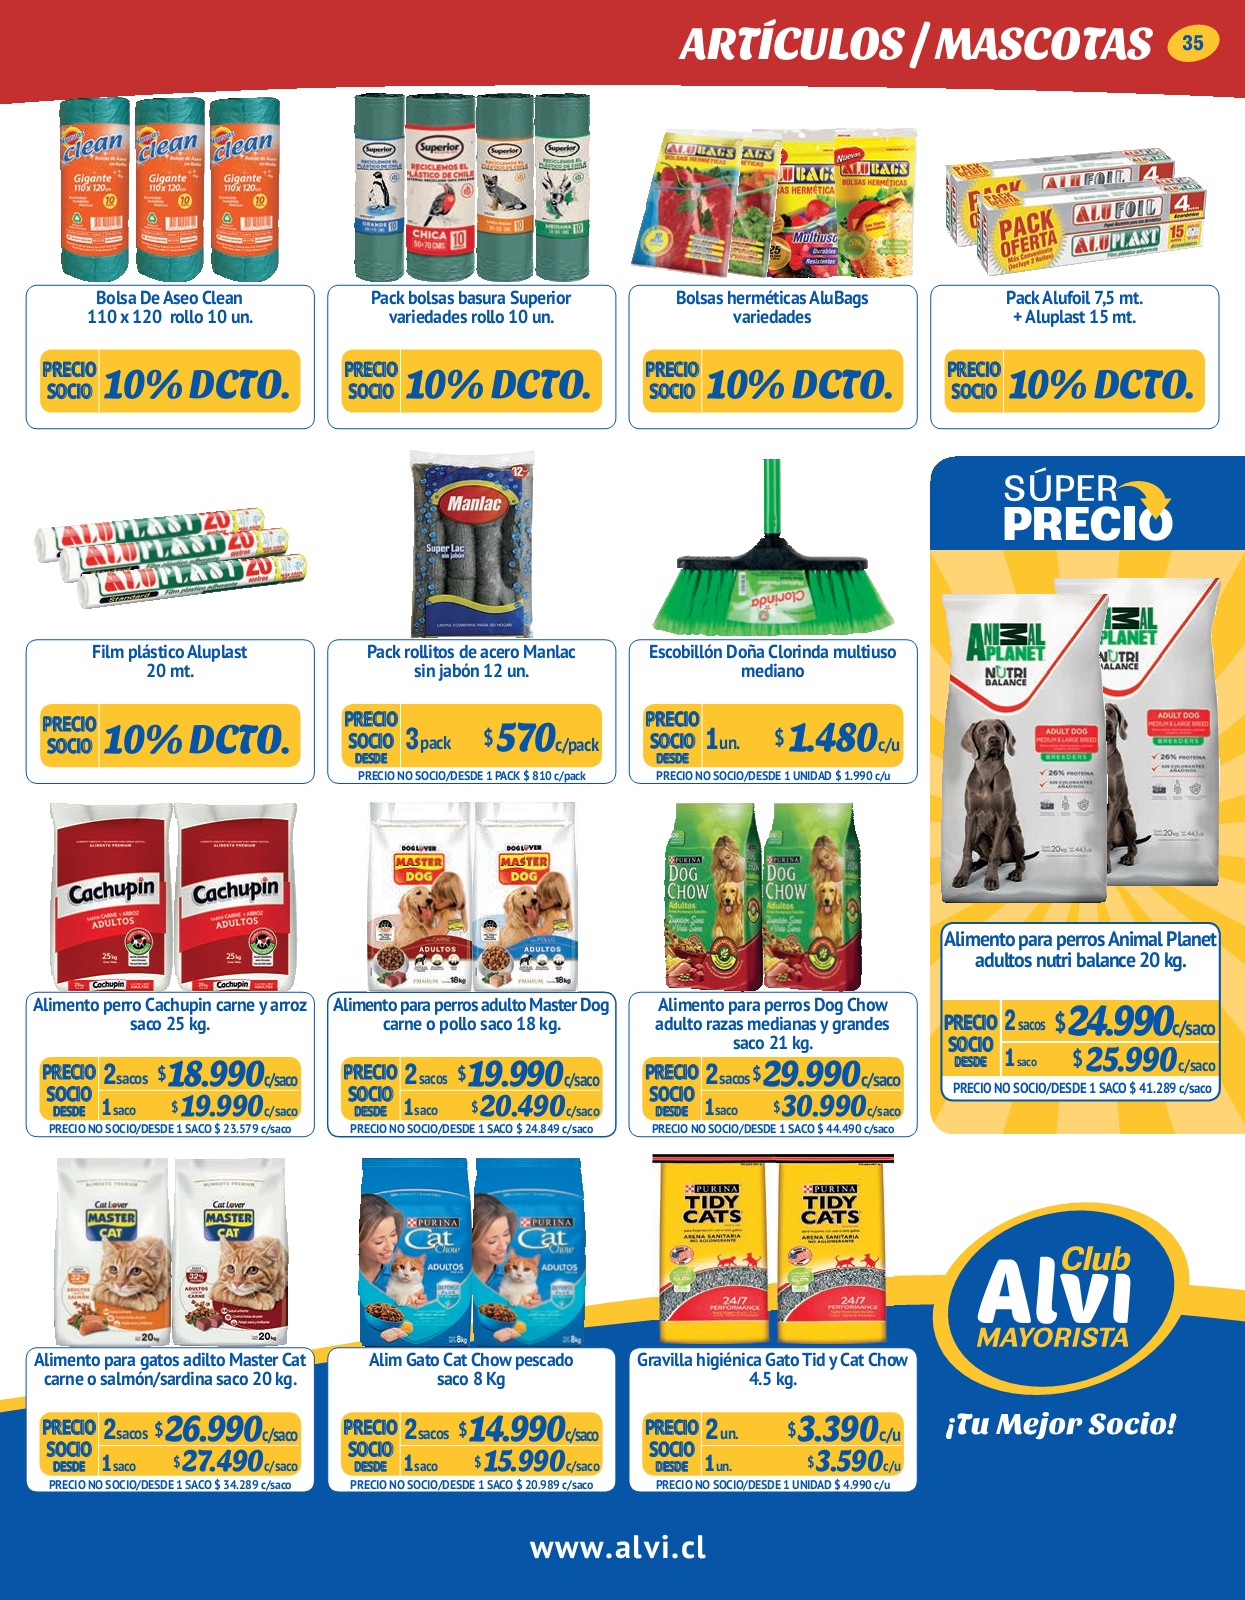 ARTÍCULOS / MASCOTAS
35
Bolsa De Aseo Clean
110 x 120 rollo 10 un.
PRECIO SOCIO
10% DCTO.
Pack bolsas basura Superior
variedades rollo 10 un.
PRECIO SOCIO
10% DCTO.
Bolsas herméticas AluBags
variedades
PRECIO SOCIO
10% DCTO.
Pack Alufoil 7,5 mt.
+ Aluplast 15 mt.
PRECIO SOCIO
10% DCTO.
Film plástico Aluplast
20 mt.
PRECIO SOCIO
10% DCTO.
Pack rollitos de acero Manlac
sin jabón 12 un.
PRECIO SOCIO DESDE
3 pack $ 570 c/pack
PRECIO NO SOCIO/DESDE 1 PACK $ 810 c/pack
Escobillón Doña Clorinda multiuso
mediano
PRECIO SOCIO DESDE
1 un. $ 1.480 c/u
PRECIO NO SOCIO/DESDE 1 UNIDAD $ 1.990 c/u
SÚPER
PRECIO
ANIMAL PLANET
NUTRI BALANCE
ADULT DOG
MEDIUM & LARGE BREED
BREEDERS
26% PROTEINA
Alimento para perros Animal Planet
adultos nutri balance 20 kg.
PRECIO SOCIO DESDE
2 sacos $ 24.990 c/saco
1 saco $ 25.990 c/saco
PRECIO NO SOCIO/DESDE 1 SACO $ 41.289 c/saco
Alimento perro Cachupin carne y arroz
saco 25 kg.
PRECIO SOCIO DESDE
2 sacos $ 18.990 c/saco
1 saco $ 19.990 c/saco
PRECIO NO SOCIO/DESDE 1 SACO $ 23.579 c/saco
Alimento para perros adulto Master Dog
carne o pollo saco 18 kg.
PRECIO SOCIO DESDE
2 sacos $ 19.990 c/saco
1 saco $ 20.490 c/saco
PRECIO NO SOCIO/DESDE 1 SACO $ 24.849 c/saco
Alimento para perros Dog Chow
adulto razas medianas y grandes
saco 21 kg.
PRECIO SOCIO DESDE
2 sacos $ 29.990 c/saco
1 saco $ 30.990 c/saco
PRECIO NO SOCIO/DESDE 1 SACO $ 44.490 c/saco
Alimento para gatos adilto Master Cat
carne o salmón/sardina saco 20 kg.
PRECIO SOCIO DESDE
2 sacos $ 26.990 c/saco
1 saco $ 27.490 c/saco
PRECIO NO SOCIO/DESDE 1 SACO $ 34.289 c/saco
Alim Gato Cat Chow pescado
saco 8 Kg
PRECIO SOCIO DESDE
2 sacos $ 14.990 c/saco
1 saco $ 15.990 c/saco
PRECIO NO SOCIO/DESDE 1 SACO $ 20.989 c/saco
Gravilla higiénica Gato Tid y Cat Chow
4.5 kg.
PRECIO SOCIO DESDE
2 un. $ 3.390 c/u
1 un. $ 3.590 c/u
PRECIO NO SOCIO/DESDE 1 UNIDAD $ 4.990 c/u
Club
Alvi
MAYORISTA
¡Tu Mejor Socio!
www.alvi.cl